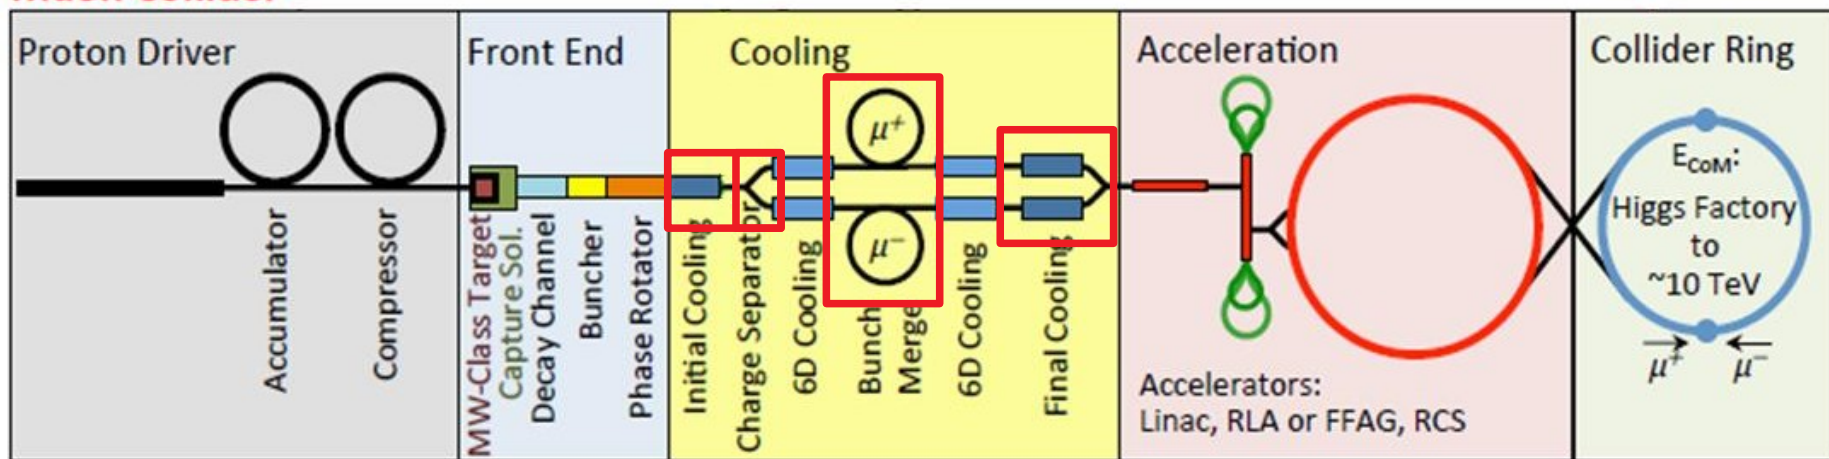 Proton Driver
Accumulator
Compressor
Front End
MW-Class Target
Capture Sol.
Decay Channel
Buncher
Phase Rotator
Cooling
Initial Cooling
Charge Separator
6D Cooling
μ⁺
μ⁻
Bunch
Merge
6D Cooling
Final Cooling
Acceleration
Accelerators:
Linac, RLA or FFAG, RCS
Collider Ring
E_CoM:
Higgs Factory
to
~10 TeV
μ⁺ μ⁻